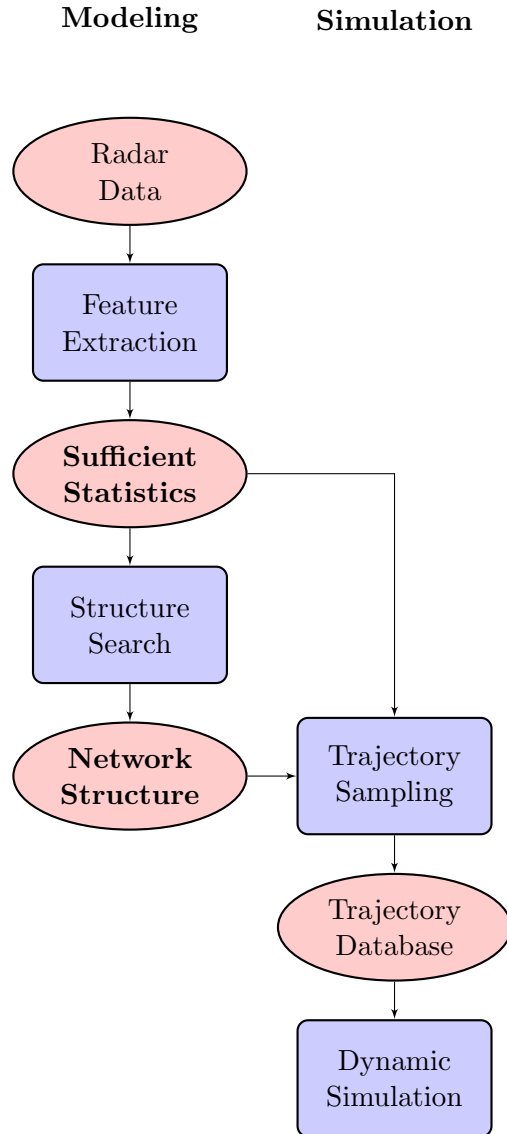 Modeling
Simulation
Radar
Data
Feature
Extraction
Sufficient
Statistics
Structure
Search
Network
Structure
Trajectory
Sampling
Trajectory
Database
Dynamic
Simulation